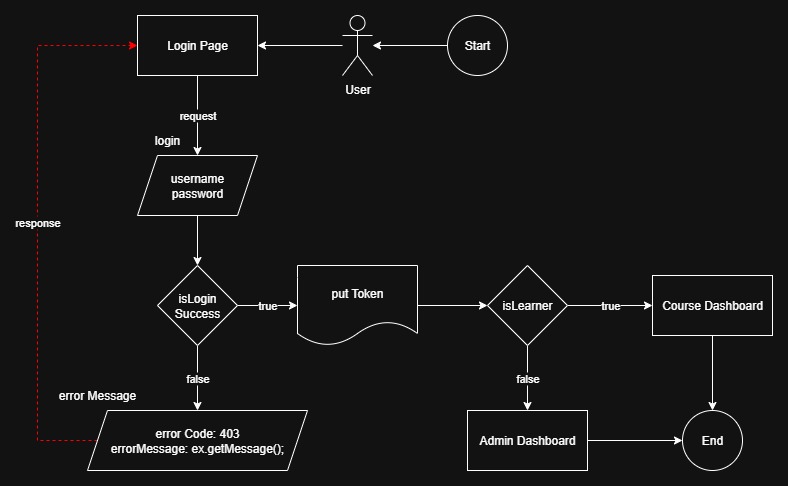 Login Page
Start
User
request
login
username
password
response
isLogin
Success
true
put Token
isLearner
true
Course Dashboard
false
false
error Message
error Code: 403
errorMessage: ex.getMessage();
Admin Dashboard
End